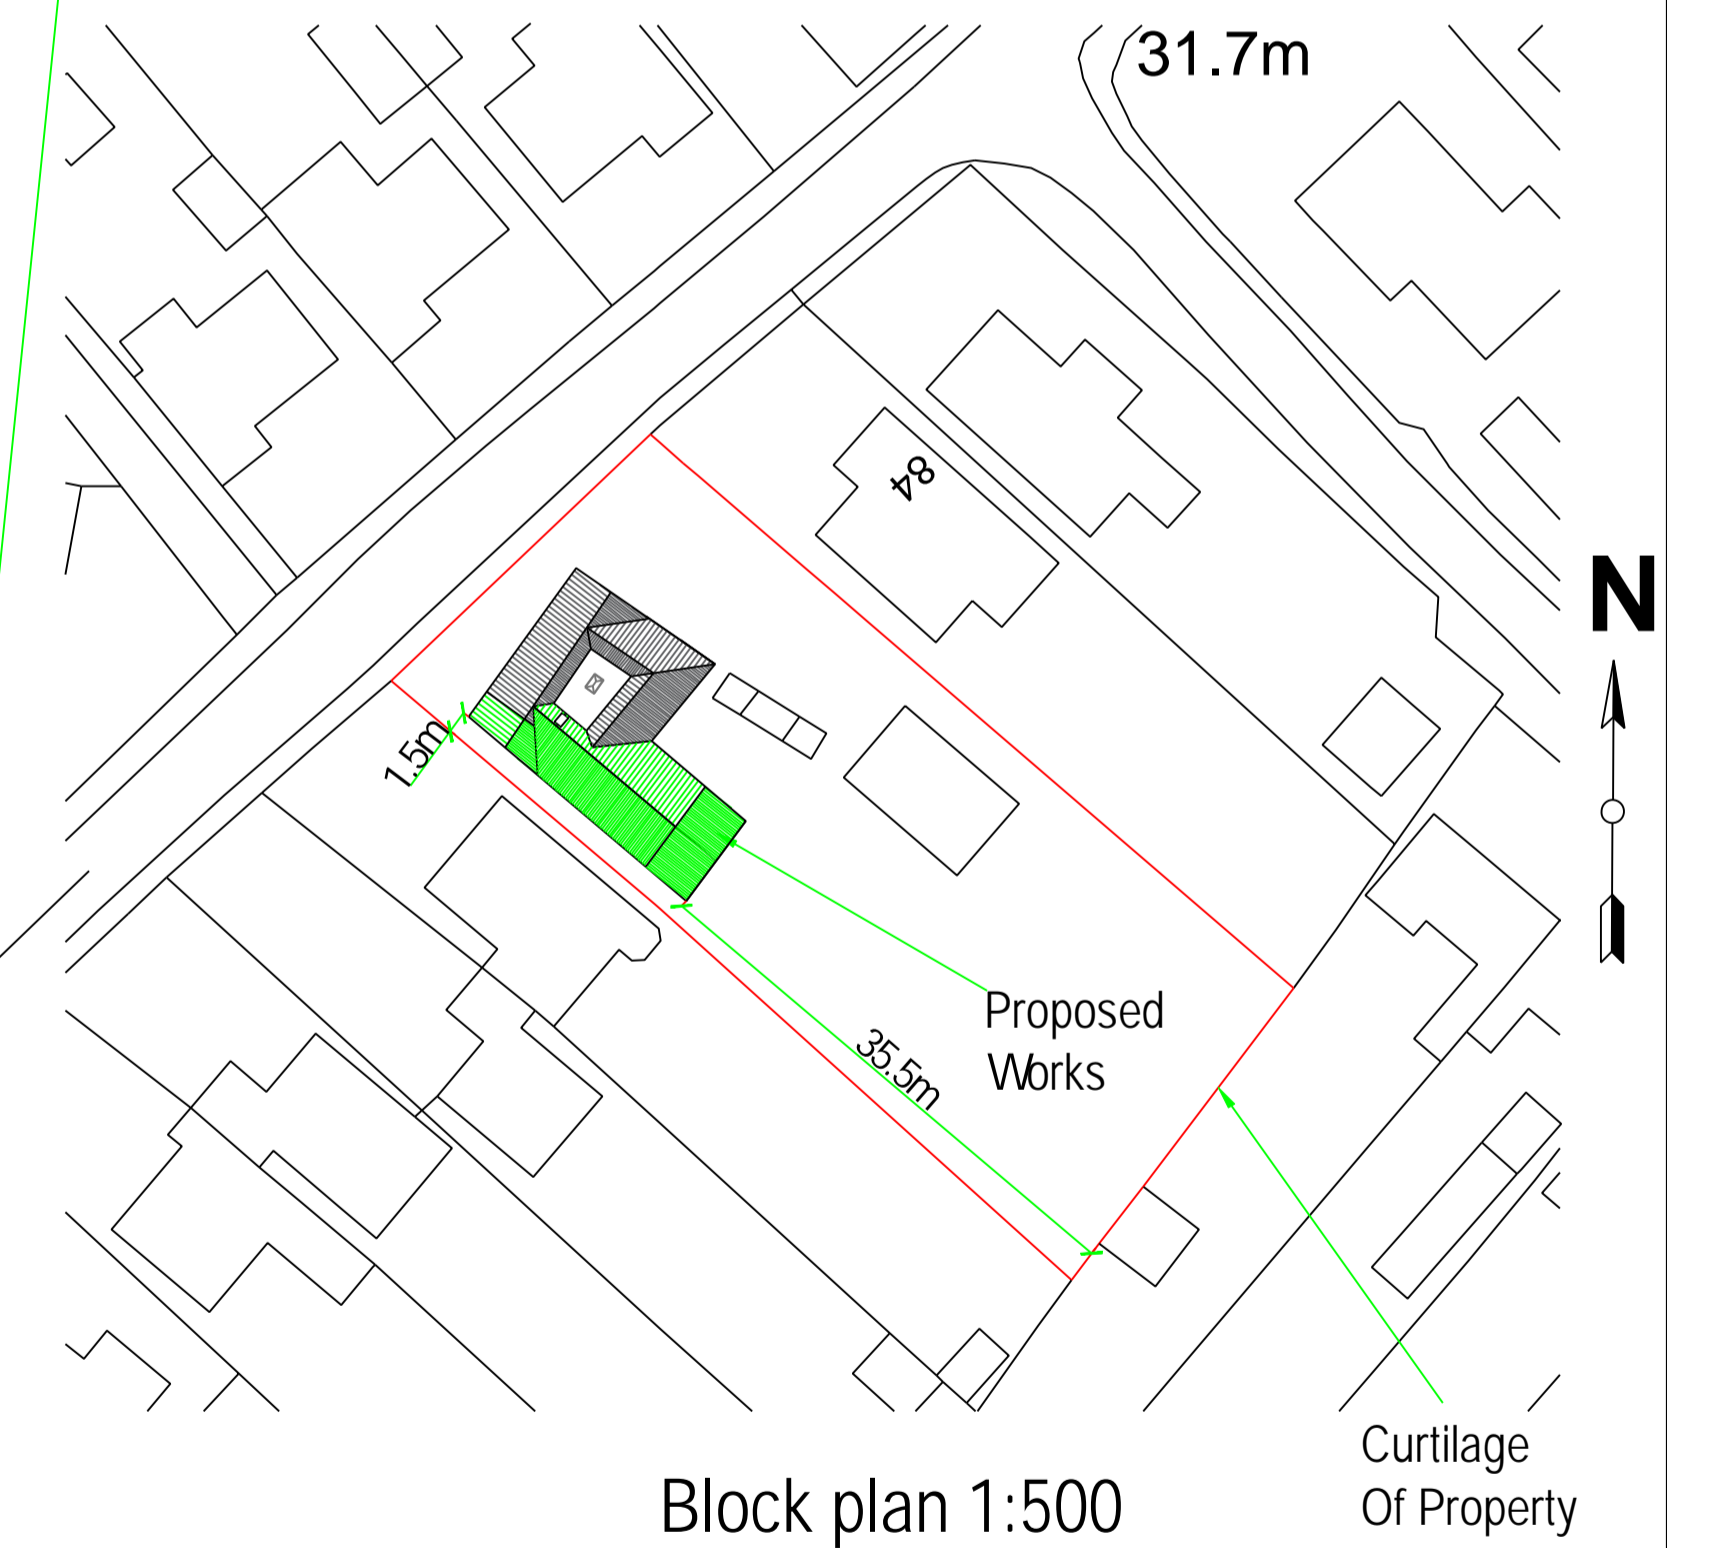 31.7m
84
N
1.5m
Proposed
Works
35.5m
Curtilage
Of Property
Block plan 1:500